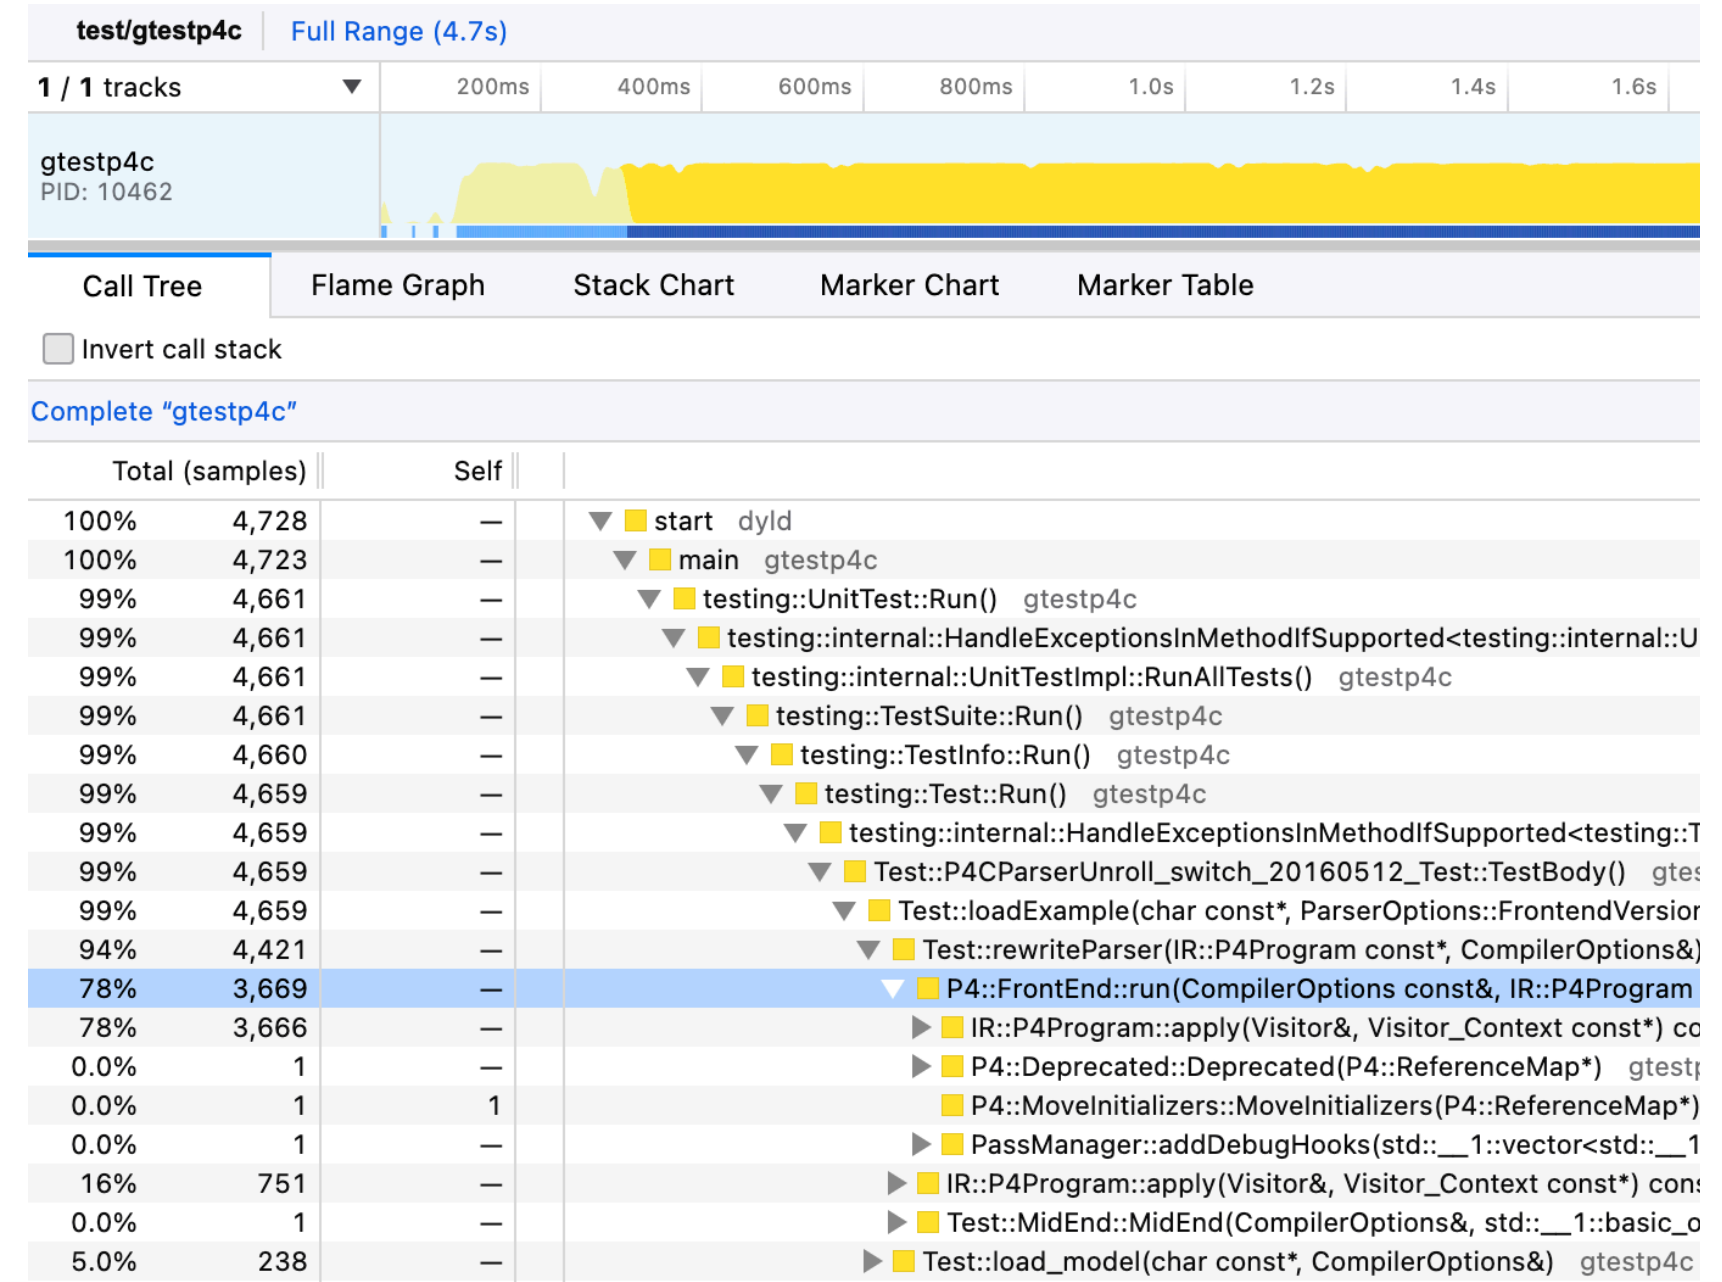 test/gtestp4c Full Range (4.7s)
1 / 1 tracks 200ms 400ms 600ms 800ms 1.0s 1.2s 1.4s 1.6s
gtestp4c
PID: 10462
Call Tree Flame Graph Stack Chart Marker Chart Marker Table
Invert call stack
Complete “gtestp4c”
Total (samples) Self
100% 4,728 — start dyld
100% 4,723 — main gtestp4c
99% 4,661 — testing::UnitTest::Run() gtestp4c
99% 4,661 — testing::internal::HandleExceptionsInMethodIfSupported<testing::internal::U
99% 4,661 — testing::internal::UnitTestImpl::RunAllTests() gtestp4c
99% 4,661 — testing::TestSuite::Run() gtestp4c
99% 4,660 — testing::TestInfo::Run() gtestp4c
99% 4,659 — testing::Test::Run() gtestp4c
99% 4,659 — testing::internal::HandleExceptionsInMethodIfSupported<testing::T
99% 4,659 — Test::P4CParserUnroll_switch_20160512_Test::TestBody() gtes
99% 4,659 — Test::loadExample(char const*, ParserOptions::FrontendVersion
94% 4,421 — Test::rewriteParser(IR::P4Program const*, CompilerOptions&)
78% 3,669 — P4::FrontEnd::run(CompilerOptions const&, IR::P4Program
78% 3,666 — IR::P4Program::apply(Visitor&, Visitor_Context const*) co
0.0% 1 — P4::Deprecated::Deprecated(P4::ReferenceMap*) gtestp
0.0% 1 1 P4::MoveInitializers::MoveInitializers(P4::ReferenceMap*)
0.0% 1 — PassManager::addDebugHooks(std::__1::vector<std::__1
16% 751 — IR::P4Program::apply(Visitor&, Visitor_Context const*) cons
0.0% 1 — Test::MidEnd::MidEnd(CompilerOptions&, std::__1::basic_o
5.0% 238 — Test::load_model(char const*, CompilerOptions&) gtestp4c